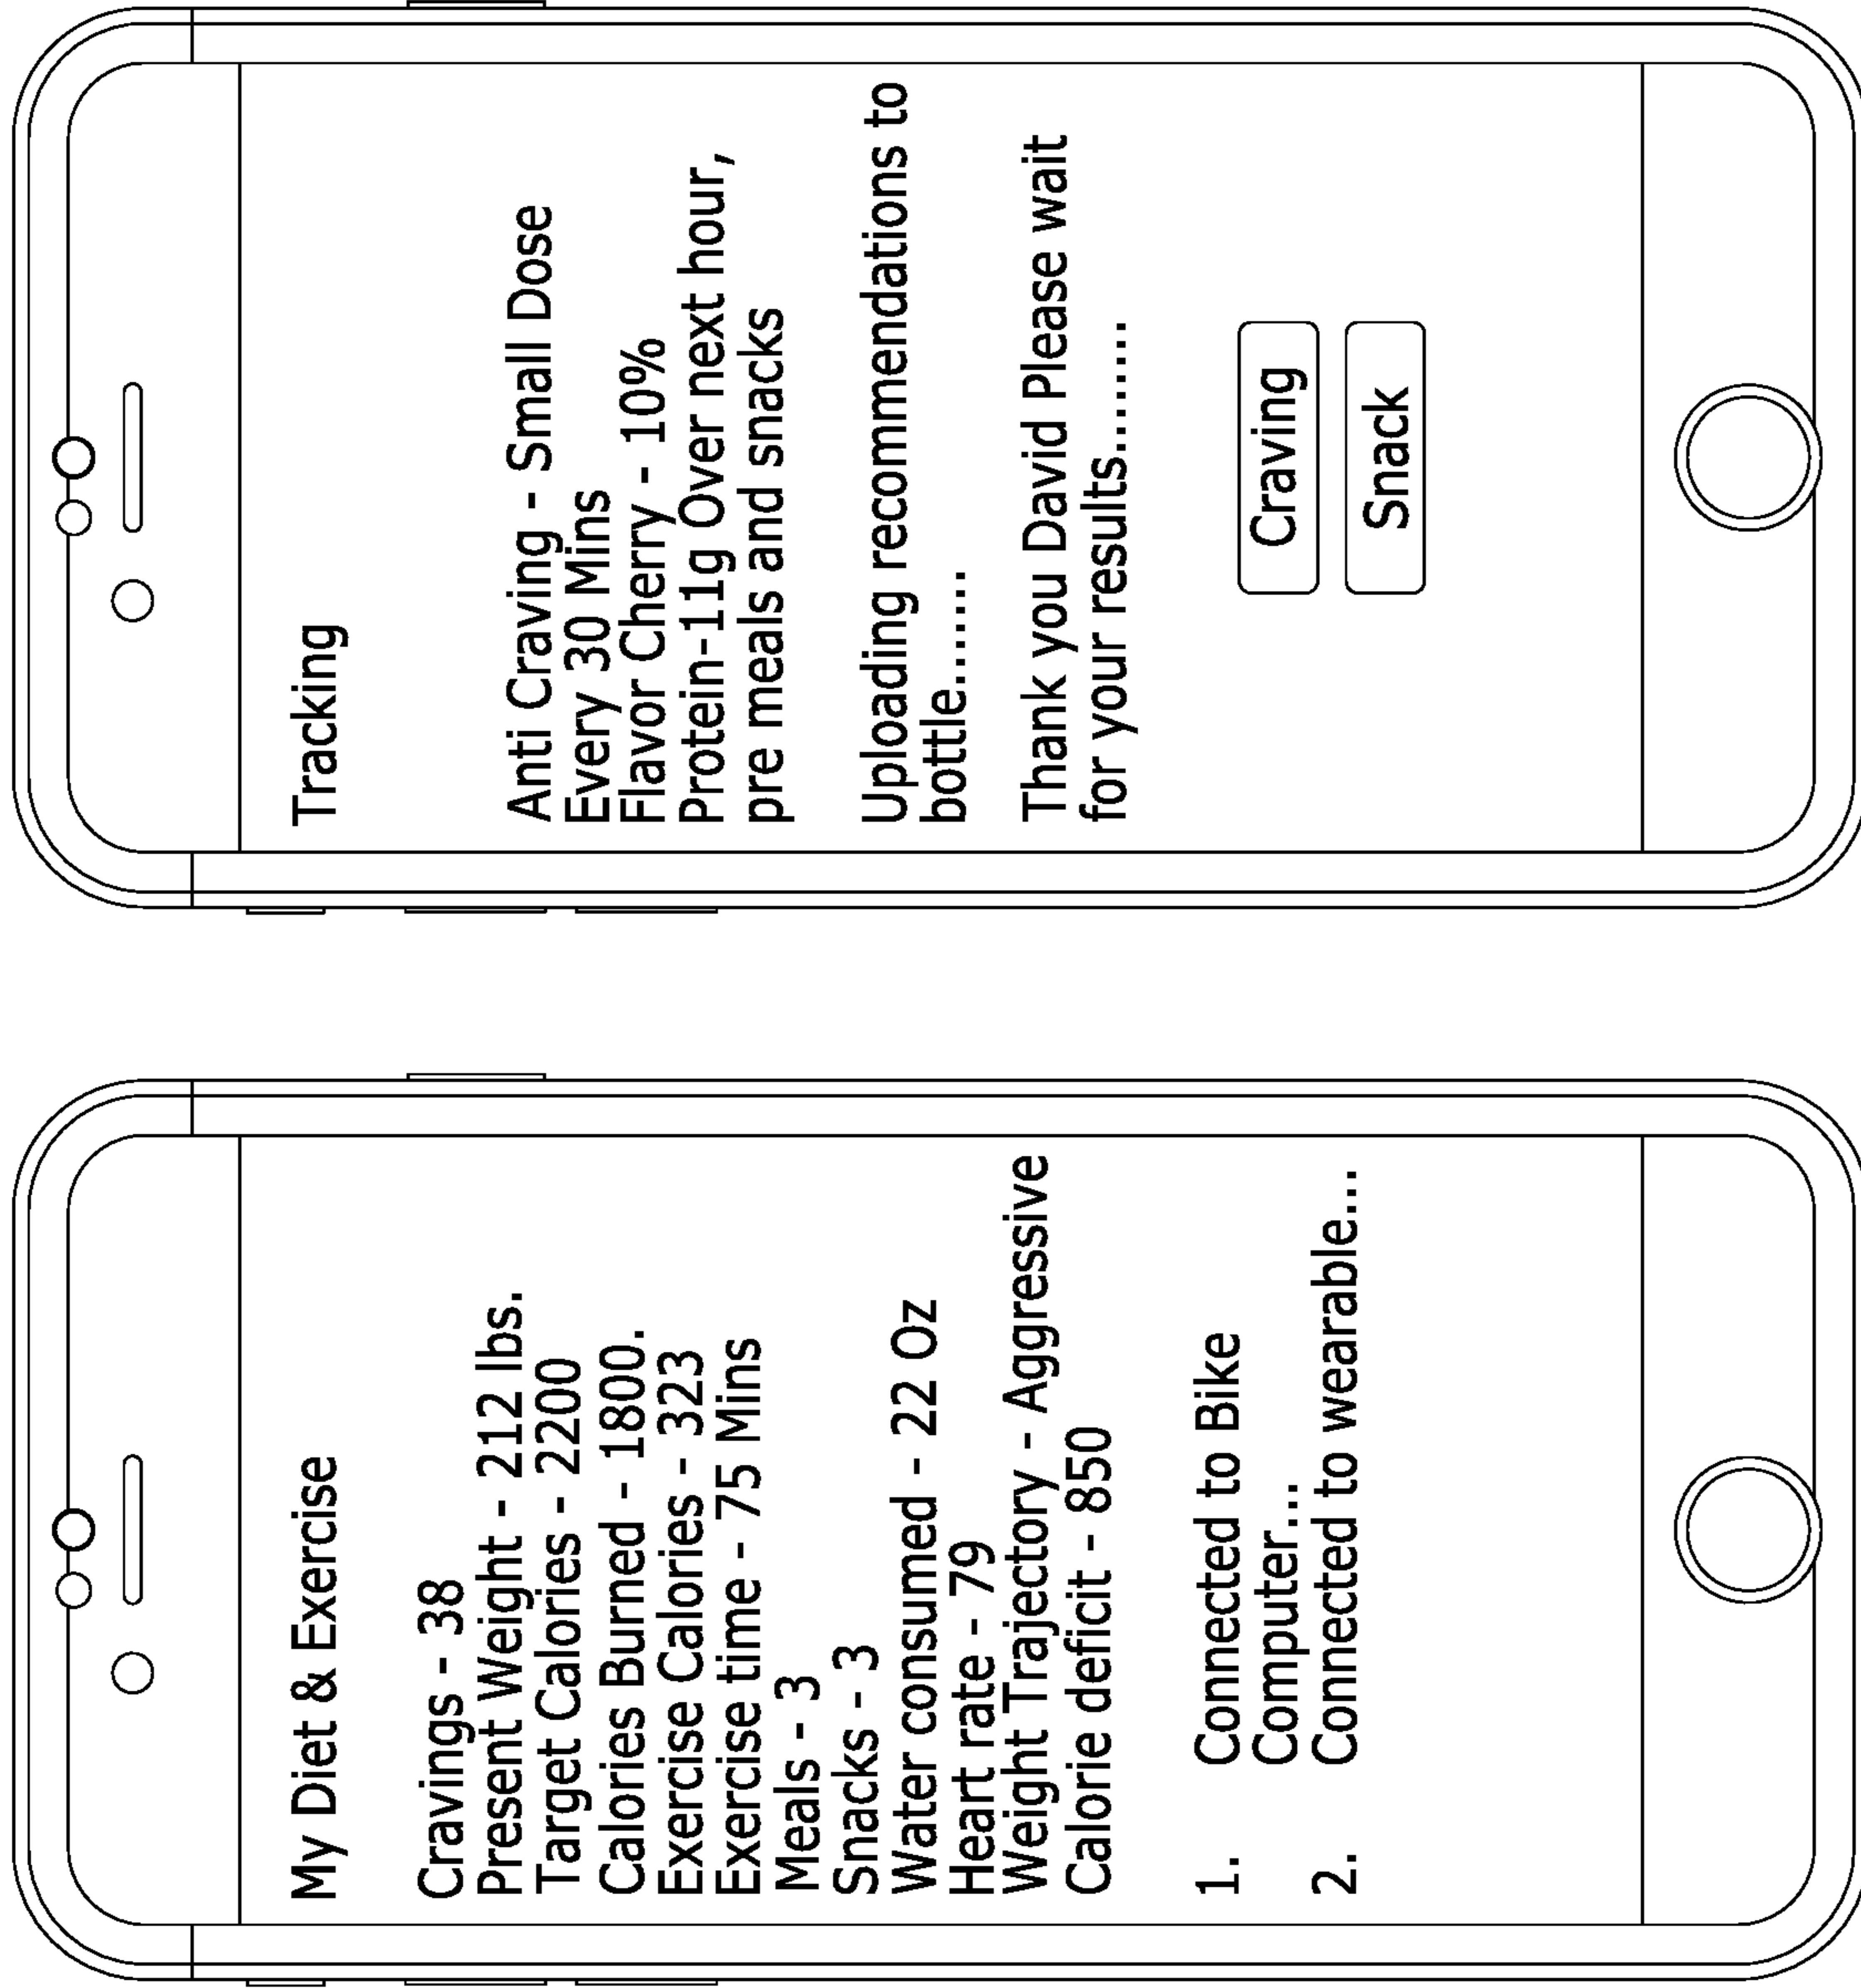 My Diet & Exercise
Cravings - 38
Present Weight - 212 lbs.
Target Calories - 2200
Calories Burned - 1800.
Exercise Calories - 323
Exercise time - 75 Mins
Meals - 3
Snacks - 3
Water consumed - 22 Oz
Heart rate - 79
Weight Trajectory - Aggressive
Calorie deficit - 850
1. Connected to Bike
Computer...
2. Connected to wearable...
Tracking
Anti Craving - Small Dose
Every 30 Mins
Flavor Cherry - 10%
Protein-11g Over next hour,
pre meals and snacks
Uploading recommendations to
bottle........
Thank you David Please wait
for your results..........
Craving
Snack